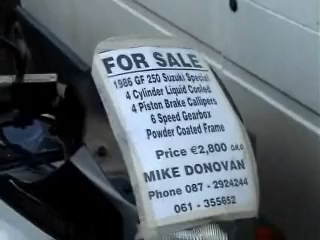 FOR SALE
1986 GF 250 Suzuki Special
4 Cylinder Liquid Cooled
4 Piston Brake Callipers
6 Speed Gearbox
Powder Coated Frame
Price €2,800 o.n.o
MIKE DONOVAN
Phone 087 - 2924244
061 - 355652